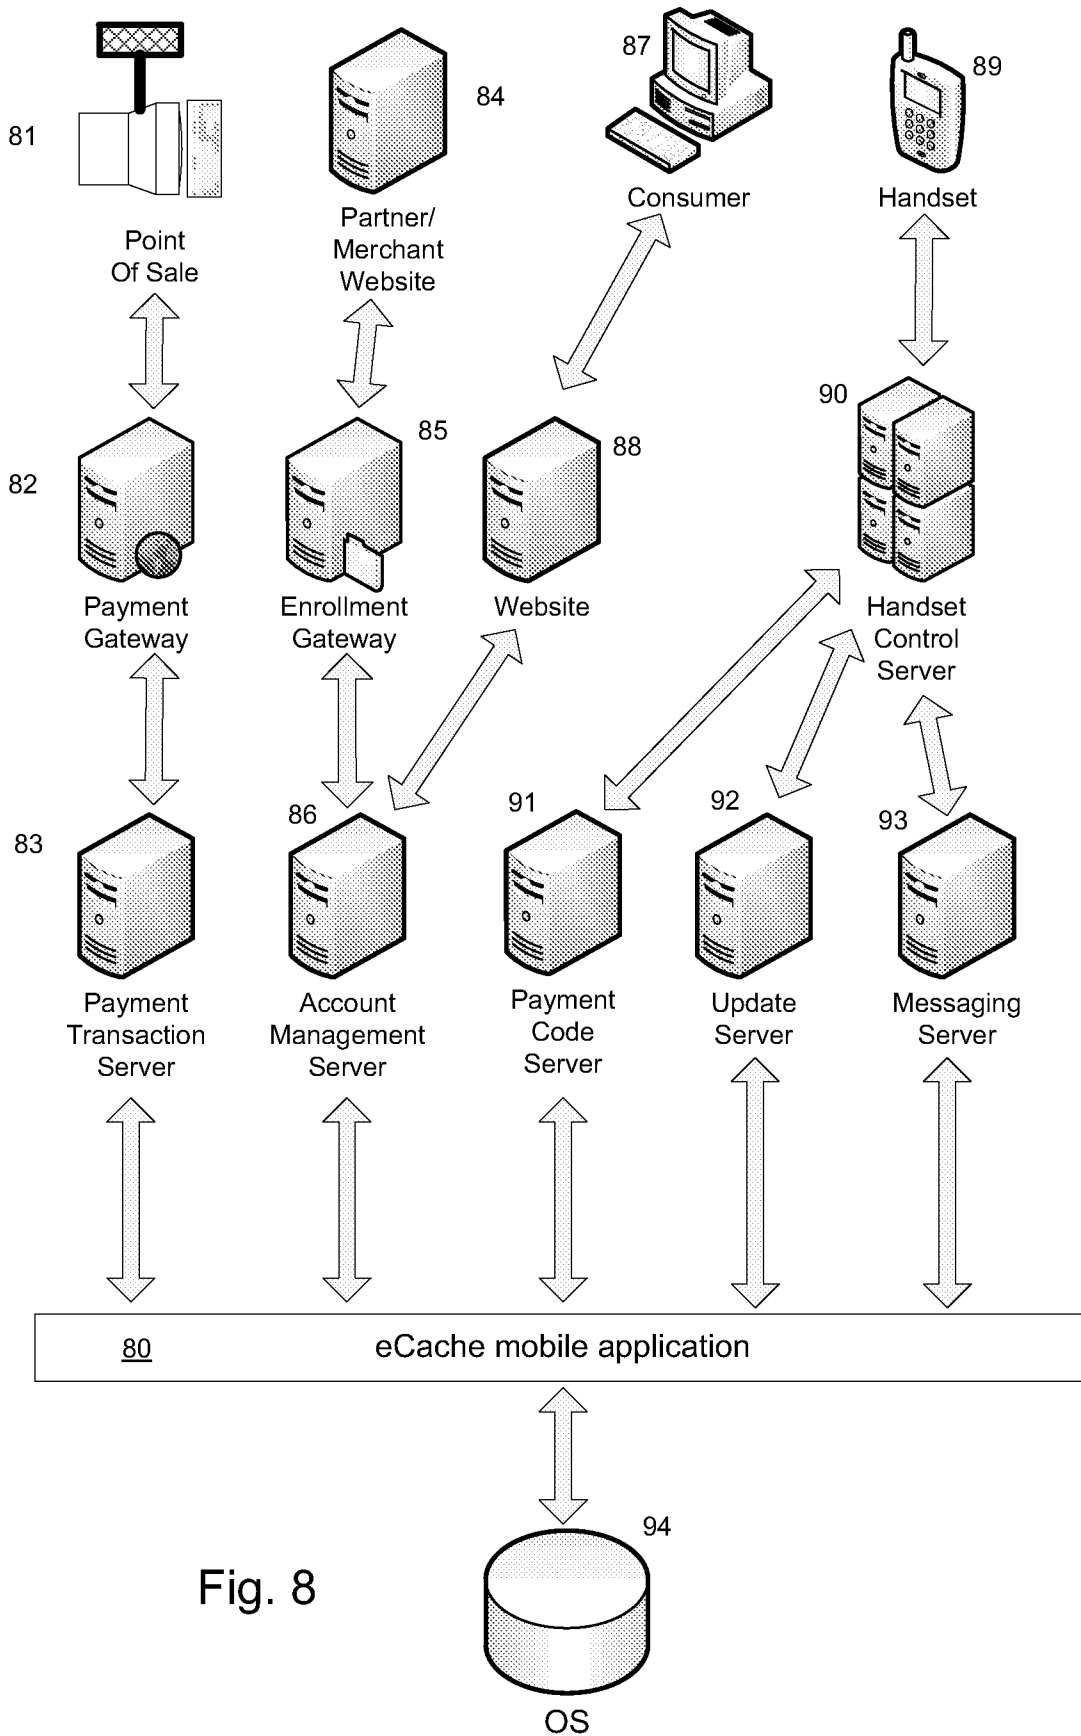 81
84
87
89
Point
Of Sale
Partner/
Merchant
Website
Consumer
Handset
82
85
88
90
Payment
Gateway
Enrollment
Gateway
Website
Handset
Control
Server
83
86
91
92
93
Payment
Transaction
Server
Account
Management
Server
Payment
Code
Server
Update
Server
Messaging
Server
80
eCache mobile application
94
Fig. 8
OS